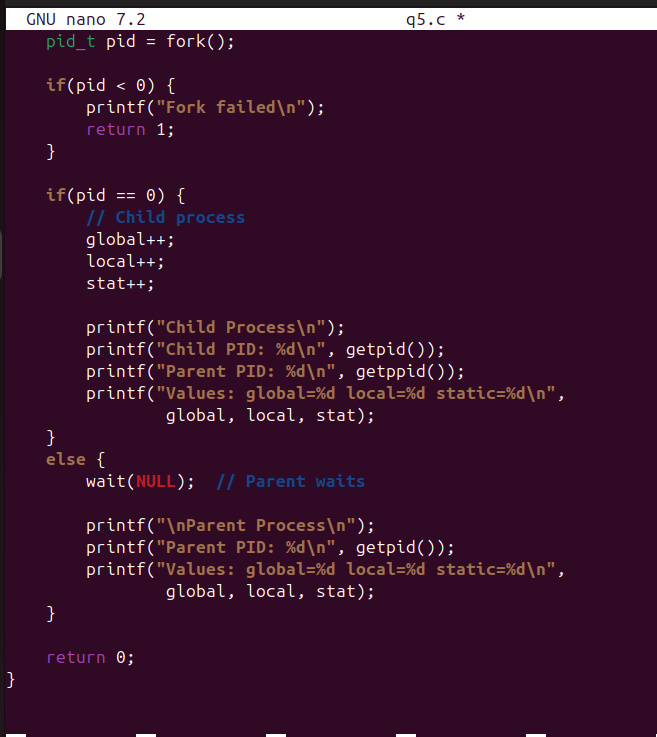 GNU nano 7.2 q5.c *
pid_t pid = fork();
if(pid < 0) {
printf("Fork failed\n");
return 1;
}
if(pid == 0) {
// Child process
global++;
local++;
stat++;
printf("Child Process\n");
printf("Child PID: %d\n", getpid());
printf("Parent PID: %d\n", getppid());
printf("Values: global=%d local=%d static=%d\n",
global, local, stat);
}
else {
wait(NULL); // Parent waits
printf("\nParent Process\n");
printf("Parent PID: %d\n", getpid());
printf("Values: global=%d local=%d static=%d\n",
global, local, stat);
}
return 0;
}